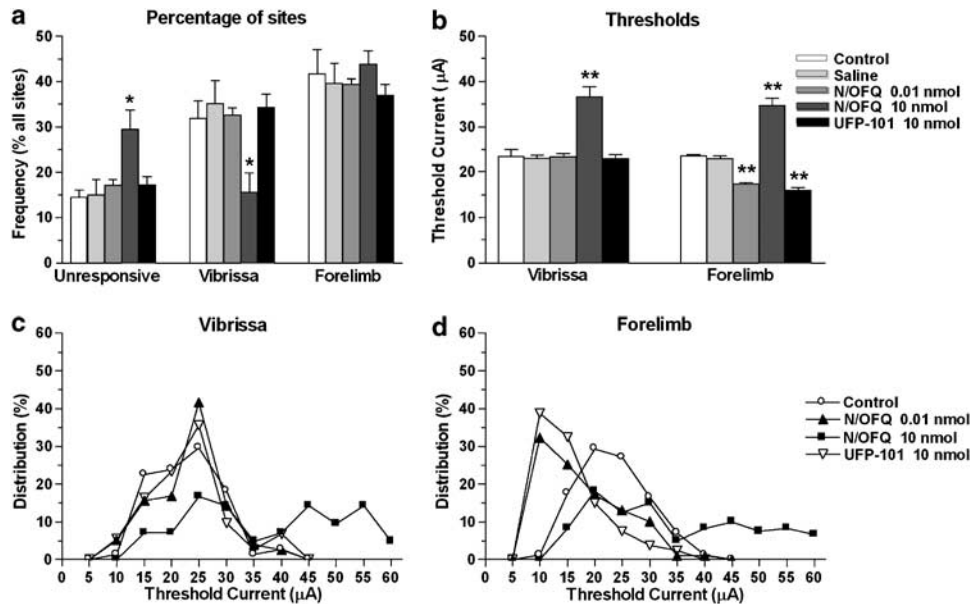 a
Percentage of sites
Frequency (% all sites)
50
40
30
20
10
0
*
*
Unresponsive
Vibrissa
Forelimb
b
Thresholds
Threshold Current (μA)
50
40
30
20
10
0
**
**
**
**
Vibrissa
Forelimb
Control
Saline
N/OFQ 0.01 nmol
N/OFQ 10 nmol
UFP-101 10 nmol
c
Vibrissa
Distribution (%)
60
50
40
30
20
10
0
0 5 10 15 20 25 30 35 40 45 50 55 60
Threshold Current (μA)
d
Forelimb
Distribution (%)
60
50
40
30
20
10
0
0 5 10 15 20 25 30 35 40 45 50 55 60
Threshold Current (μA)
Control
N/OFQ 0.01 nmol
N/OFQ 10 nmol
UFP-101 10 nmol